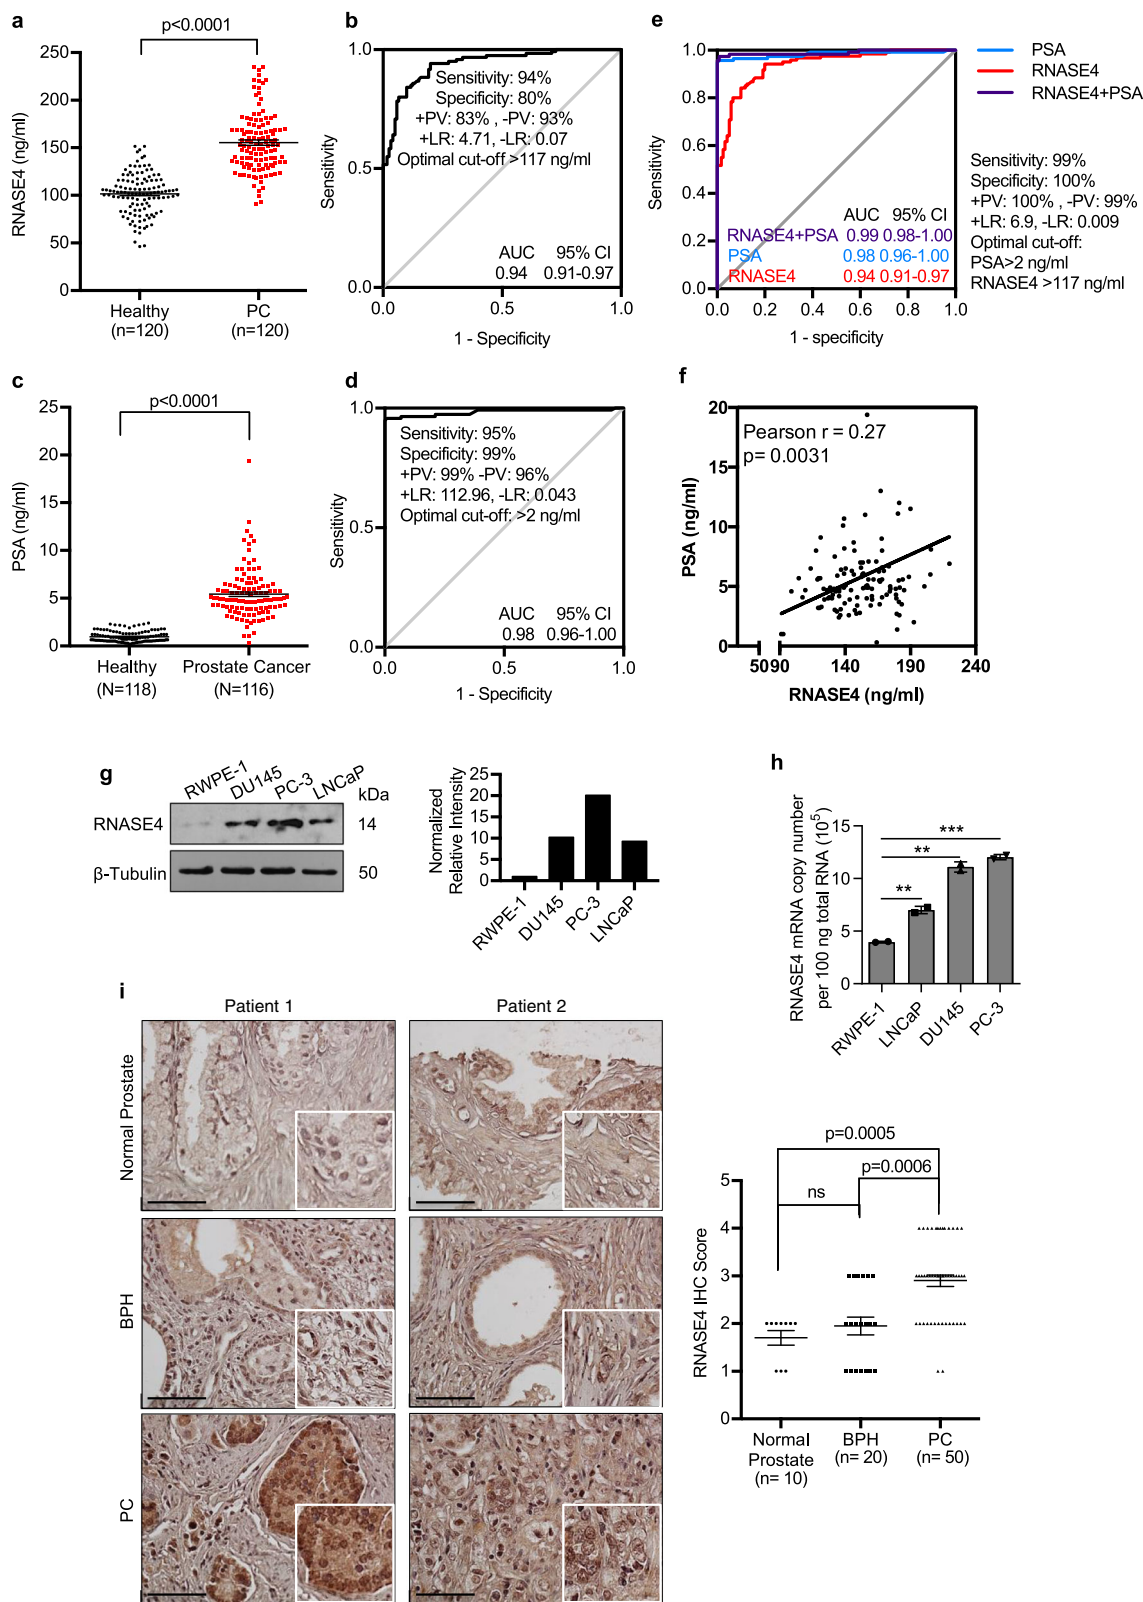 a
p<0.0001
RNASE4 (ng/ml)
250
200
150
100
50
0
Healthy
(n=120)
PC
(n=120)
b
Sensitivity
1.0
0.5
0.0
Sensitivity: 94%
Specificity: 80%
+PV: 83% , -PV: 93%
+LR: 4.71, -LR: 0.07
Optimal cut-off >117 ng/ml
AUC 95% CI
0.94 0.91-0.97
0.5
1.0
1 - Specificity
e
Sensitivity
1.0
0.8
0.6
0.4
0.2
0.0
AUC 95% CI
RNASE4+PSA 0.99 0.98-1.00
PSA 0.98 0.96-1.00
RNASE4 0.94 0.91-0.97
0.0 0.2 0.4 0.6 0.8 1.0
1 - specificity
PSA
RNASE4
RNASE4+PSA
Sensitivity: 99%
Specificity: 100%
+PV: 100% , -PV: 99%
+LR: 6.9, -LR: 0.009
Optimal cut-off:
PSA>2 ng/ml
RNASE4 >117 ng/ml
c
p<0.0001
PSA (ng/ml)
25
20
15
10
5
0
Healthy
(N=118)
Prostate Cancer
(N=116)
d
Sensitivity
1.0
0.0
Sensitivity: 95%
Specificity: 99%
+PV: 99% -PV: 96%
+LR: 112.96, -LR: 0.043
Optimal cut-off: >2 ng/ml
AUC 95% CI
0.98 0.96-1.00
0.5
1.0
1 - Specificity
f
PSA (ng/ml)
20
15
10
5
0
Pearson r = 0.27
p= 0.0031
50 90 140 190 240
RNASE4 (ng/ml)
g
RWPE-1
DU145
PC-3
LNCaP
kDa
RNASE4
14
β-Tubulin
50
Normalized
Relative Intensity
25
20
15
10
5
0
RWPE-1
DU145
PC-3
LNCaP
h
RNASE4 mRNA copy number
per 100 ng total RNA (10⁵)
15
10
5
0
***
**
**
RWPE-1
LNCaP
DU145
PC-3
i
Patient 1
Patient 2
Normal Prostate
BPH
PC
RNASE4 IHC Score
5
4
3
2
1
0
p=0.0005
p=0.0006
ns
Normal
Prostate
(n= 10)
BPH
(n= 20)
PC
(n= 50)